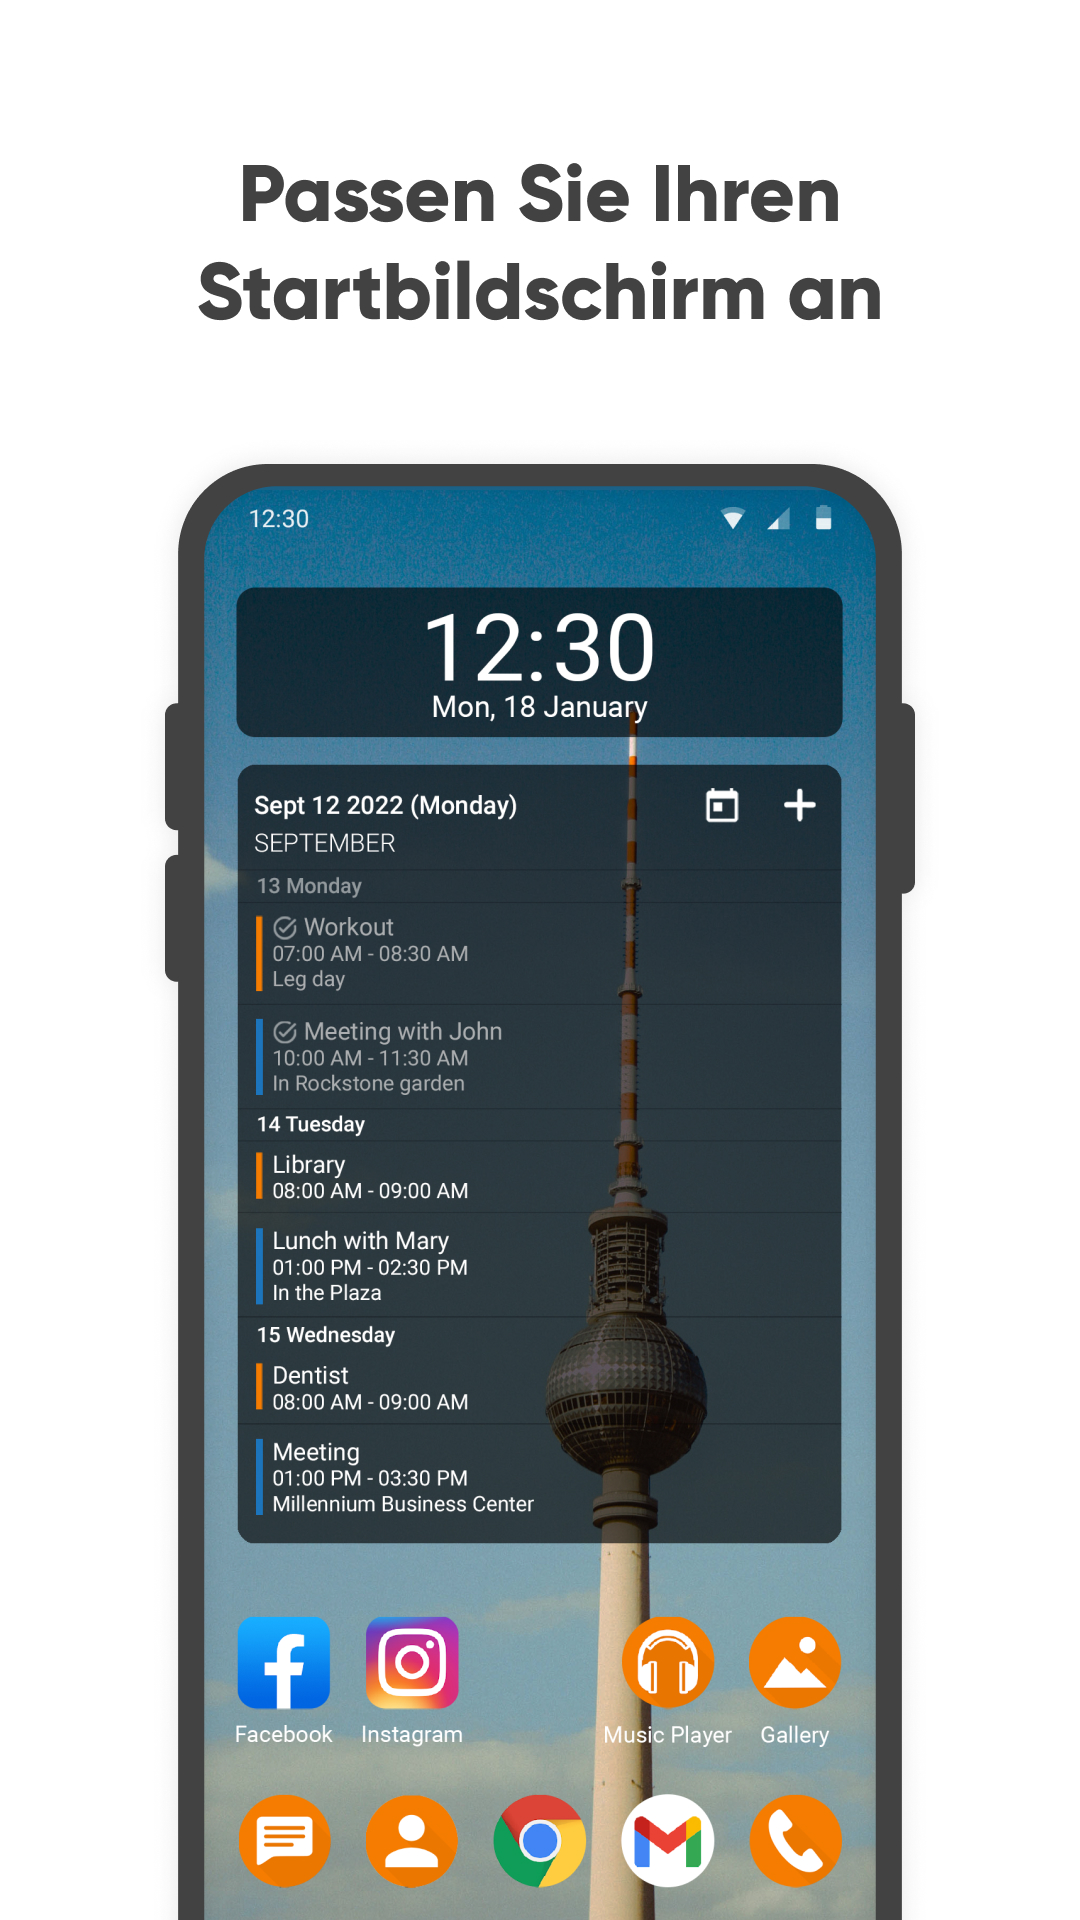 Passen Sie Ihren
Startbildschirm an
12:30
12:30
Mon, 18 January
Sept 12 2022 (Monday)
SEPTEMBER
13 Monday
Workout
07:00 AM - 08:30 AM
Leg day
Meeting with John
10:00 AM - 11:30 AM
In Rockstone garden
14 Tuesday
Library
08:00 AM - 09:00 AM
Lunch with Mary
01:00 PM - 02:30 PM
In the Plaza
15 Wednesday
Dentist
08:00 AM - 09:00 AM
Meeting
01:00 PM - 03:30 PM
Millennium Business Center
Facebook Instagram Music Player Gallery